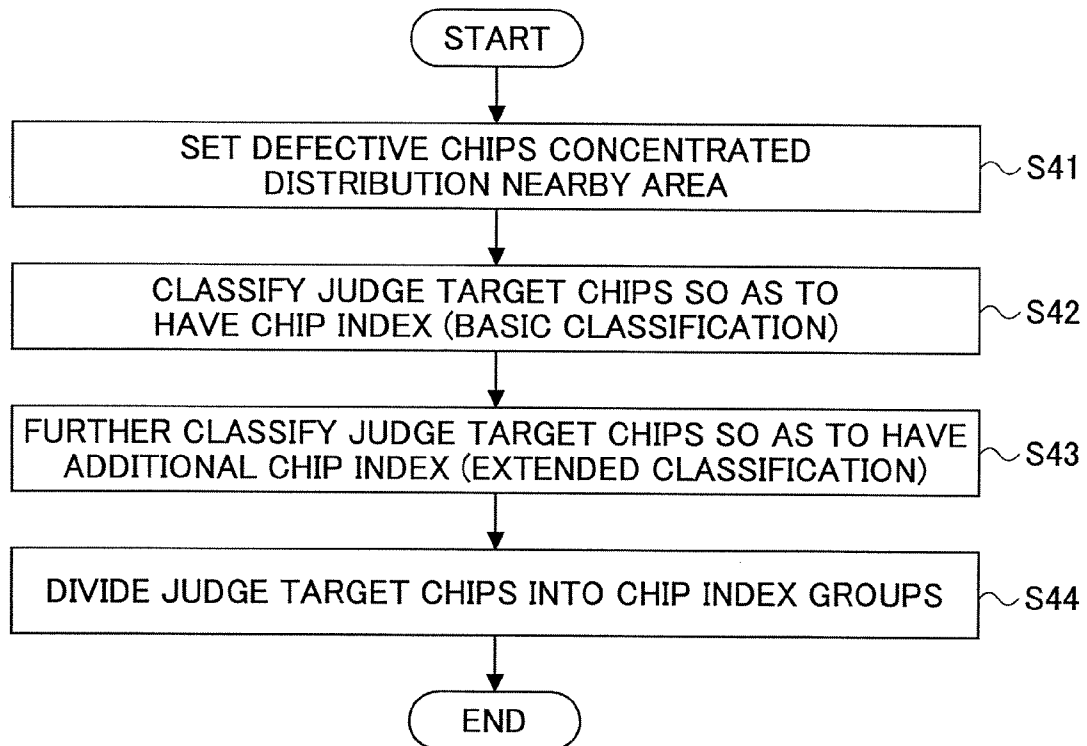 START
SET DEFECTIVE CHIPS CONCENTRATED
DISTRIBUTION NEARBY AREA
S41
CLASSIFY JUDGE TARGET CHIPS SO AS TO
HAVE CHIP INDEX (BASIC CLASSIFICATION)
S42
FURTHER CLASSIFY JUDGE TARGET CHIPS SO AS TO HAVE
ADDITIONAL CHIP INDEX (EXTENDED CLASSIFICATION)
S43
DIVIDE JUDGE TARGET CHIPS INTO CHIP INDEX GROUPS
S44
END